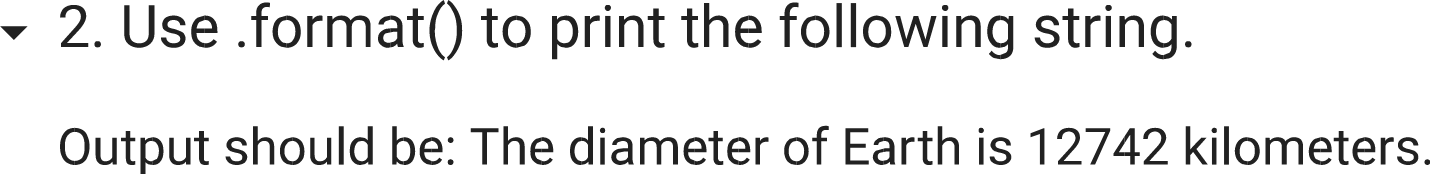 2. Use .format() to print the following string.
Output should be: The diameter of Earth is 12742 kilometers.